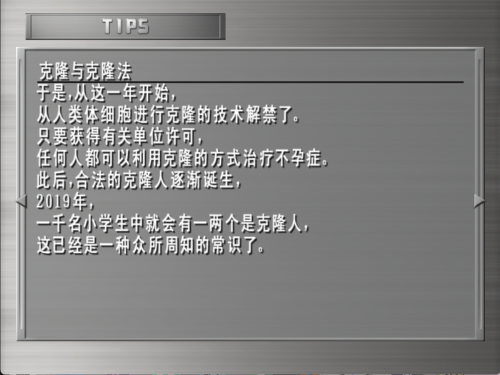 TIPS
克隆与克隆法
于是,从这一年开始,
从人类体细胞进行克隆的技术解禁了。
只要获得有关单位许可,
任何人都可以利用克隆的方式治疗不孕症。
此后,合法的克隆人逐渐诞生,
2019年,
一千名小学生中就会有一两个是克隆人,
这已经是一种众所周知的常识了。